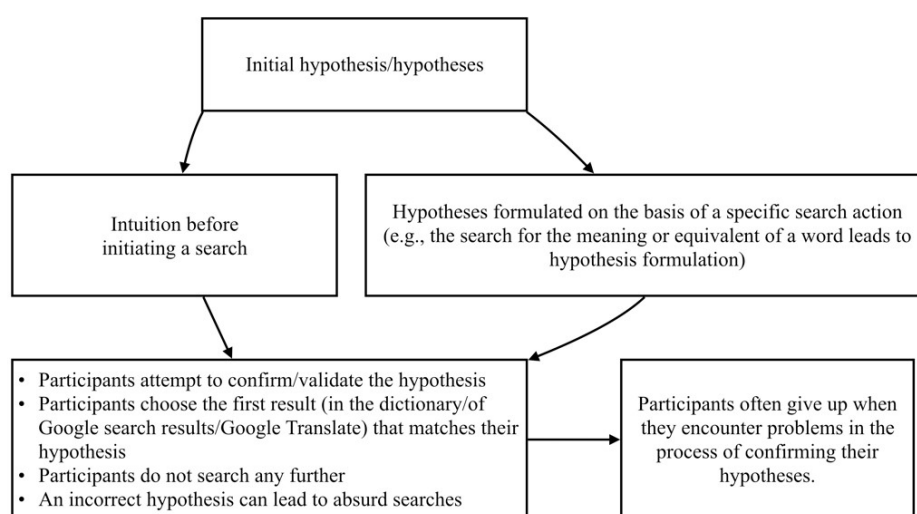 Initial hypothesis/hypotheses
Intuition before
initiating a search
Hypotheses formulated on the basis of a specific search action
(e.g., the search for the meaning or equivalent of a word leads to
hypothesis formulation)
• Participants attempt to confirm/validate the hypothesis
• Participants choose the first result (in the dictionary/of
Google search results/Google Translate) that matches their
hypothesis
• Participants do not search any further
• An incorrect hypothesis can lead to absurd searches
Participants often give up when
they encounter problems in the
process of confirming their
hypotheses.